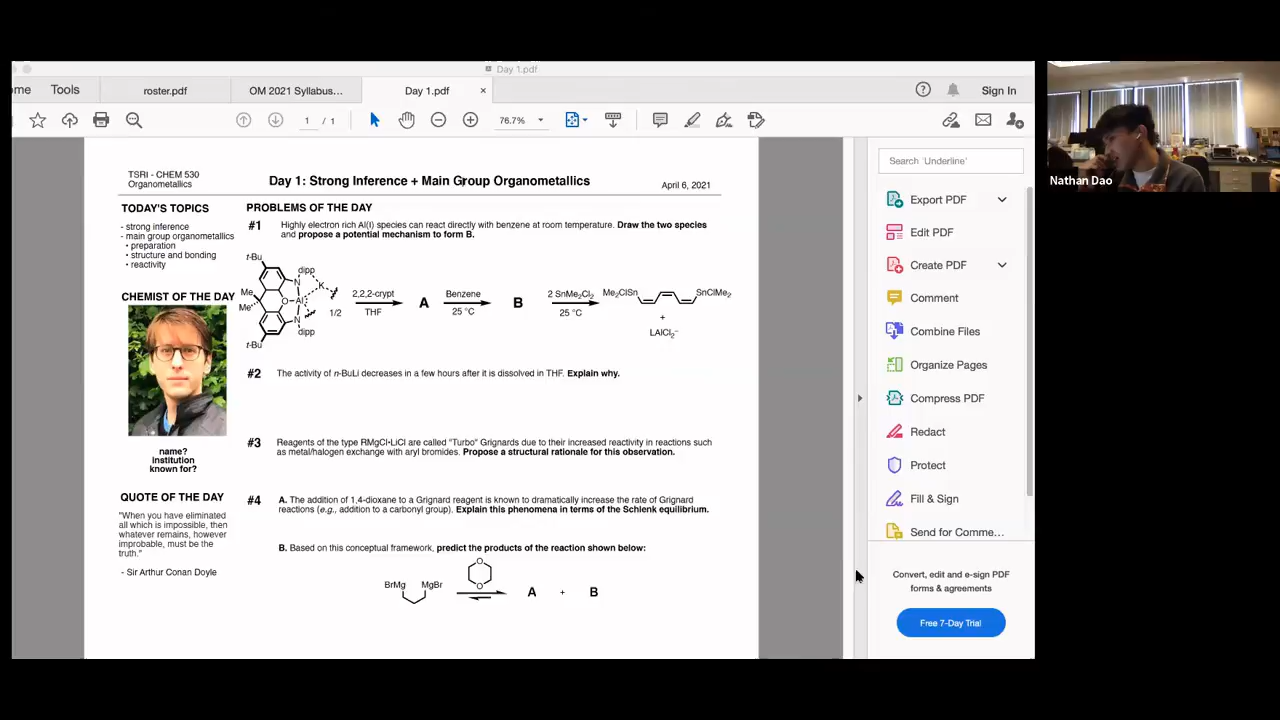 Day 1.pdf
ome
Tools
roster.pdf
OM 2021 Syllabus...
Day 1.pdf
×
Sign In
1 / 1
76.7%
TSRI - CHEM 530
Organometallics
Day 1: Strong Inference + Main Group Organometallics
April 6, 2021
TODAY'S TOPICS
- strong inference
- main group organometallics
• preparation
• structure and bonding
• reactivity
CHEMIST OF THE DAY
name?
institution
known for?
QUOTE OF THE DAY
"When you have eliminated
all which is impossible, then
whatever remains, however
improbable, must be the
truth."
- Sir Arthur Conan Doyle
PROBLEMS OF THE DAY
#1 Highly electron rich Al(I) species can react directly with benzene at room temperature. Draw the two species
and propose a potential mechanism to form B.
t-Bu
dipp
N
K
Me
Me
O
Al
N
dipp
t-Bu
1/2
2,2,2-crypt
THF
A
Benzene
25 °C
B
2 SnMe2Cl2
25 °C
Me2ClSn
SnClMe2
+
LAlCl2−
#2 The activity of n-BuLi decreases in a few hours after it is dissolved in THF. Explain why.
#3 Reagents of the type RMgCl•LiCl are called "Turbo" Grignards due to their increased reactivity in reactions such
as metal/halogen exchange with aryl bromides. Propose a structural rationale for this observation.
#4 A. The addition of 1,4-dioxane to a Grignard reagent is known to dramatically increase the rate of Grignard
reactions (e.g., addition to a carbonyl group). Explain this phenomena in terms of the Schlenk equilibrium.
B. Based on this conceptual framework, predict the products of the reaction shown below:
BrMg
MgBr
O
O
A + B
Search 'Underline'
Export PDF
Edit PDF
Create PDF
Comment
Combine Files
Organize Pages
Compress PDF
Redact
Protect
Fill & Sign
Send for Comme...
Convert, edit and e-sign PDF
forms & agreements
Free 7-Day Trial
Nathan Dao